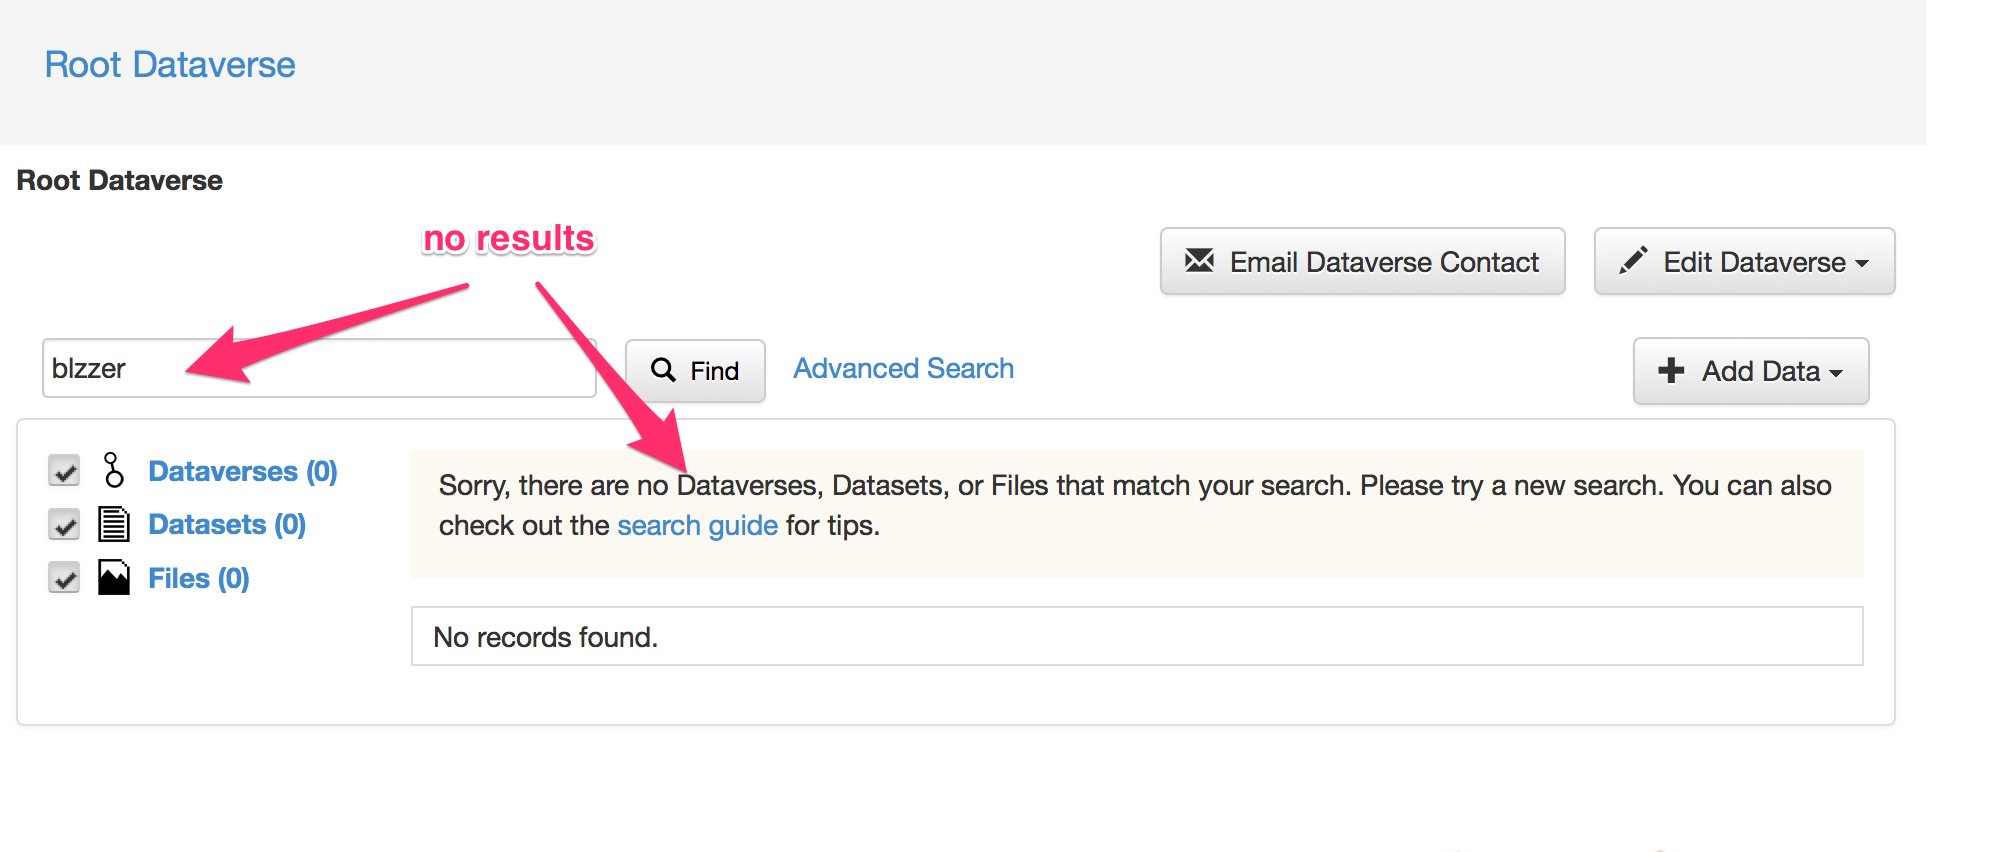 Root Dataverse
Root Dataverse
no results
Email Dataverse Contact
Edit Dataverse
blzzer
Find
Advanced Search
Add Data
Dataverses (0)
Datasets (0)
Files (0)
Sorry, there are no Dataverses, Datasets, or Files that match your search. Please try a new search. You can also
check out the search guide for tips.
No records found.